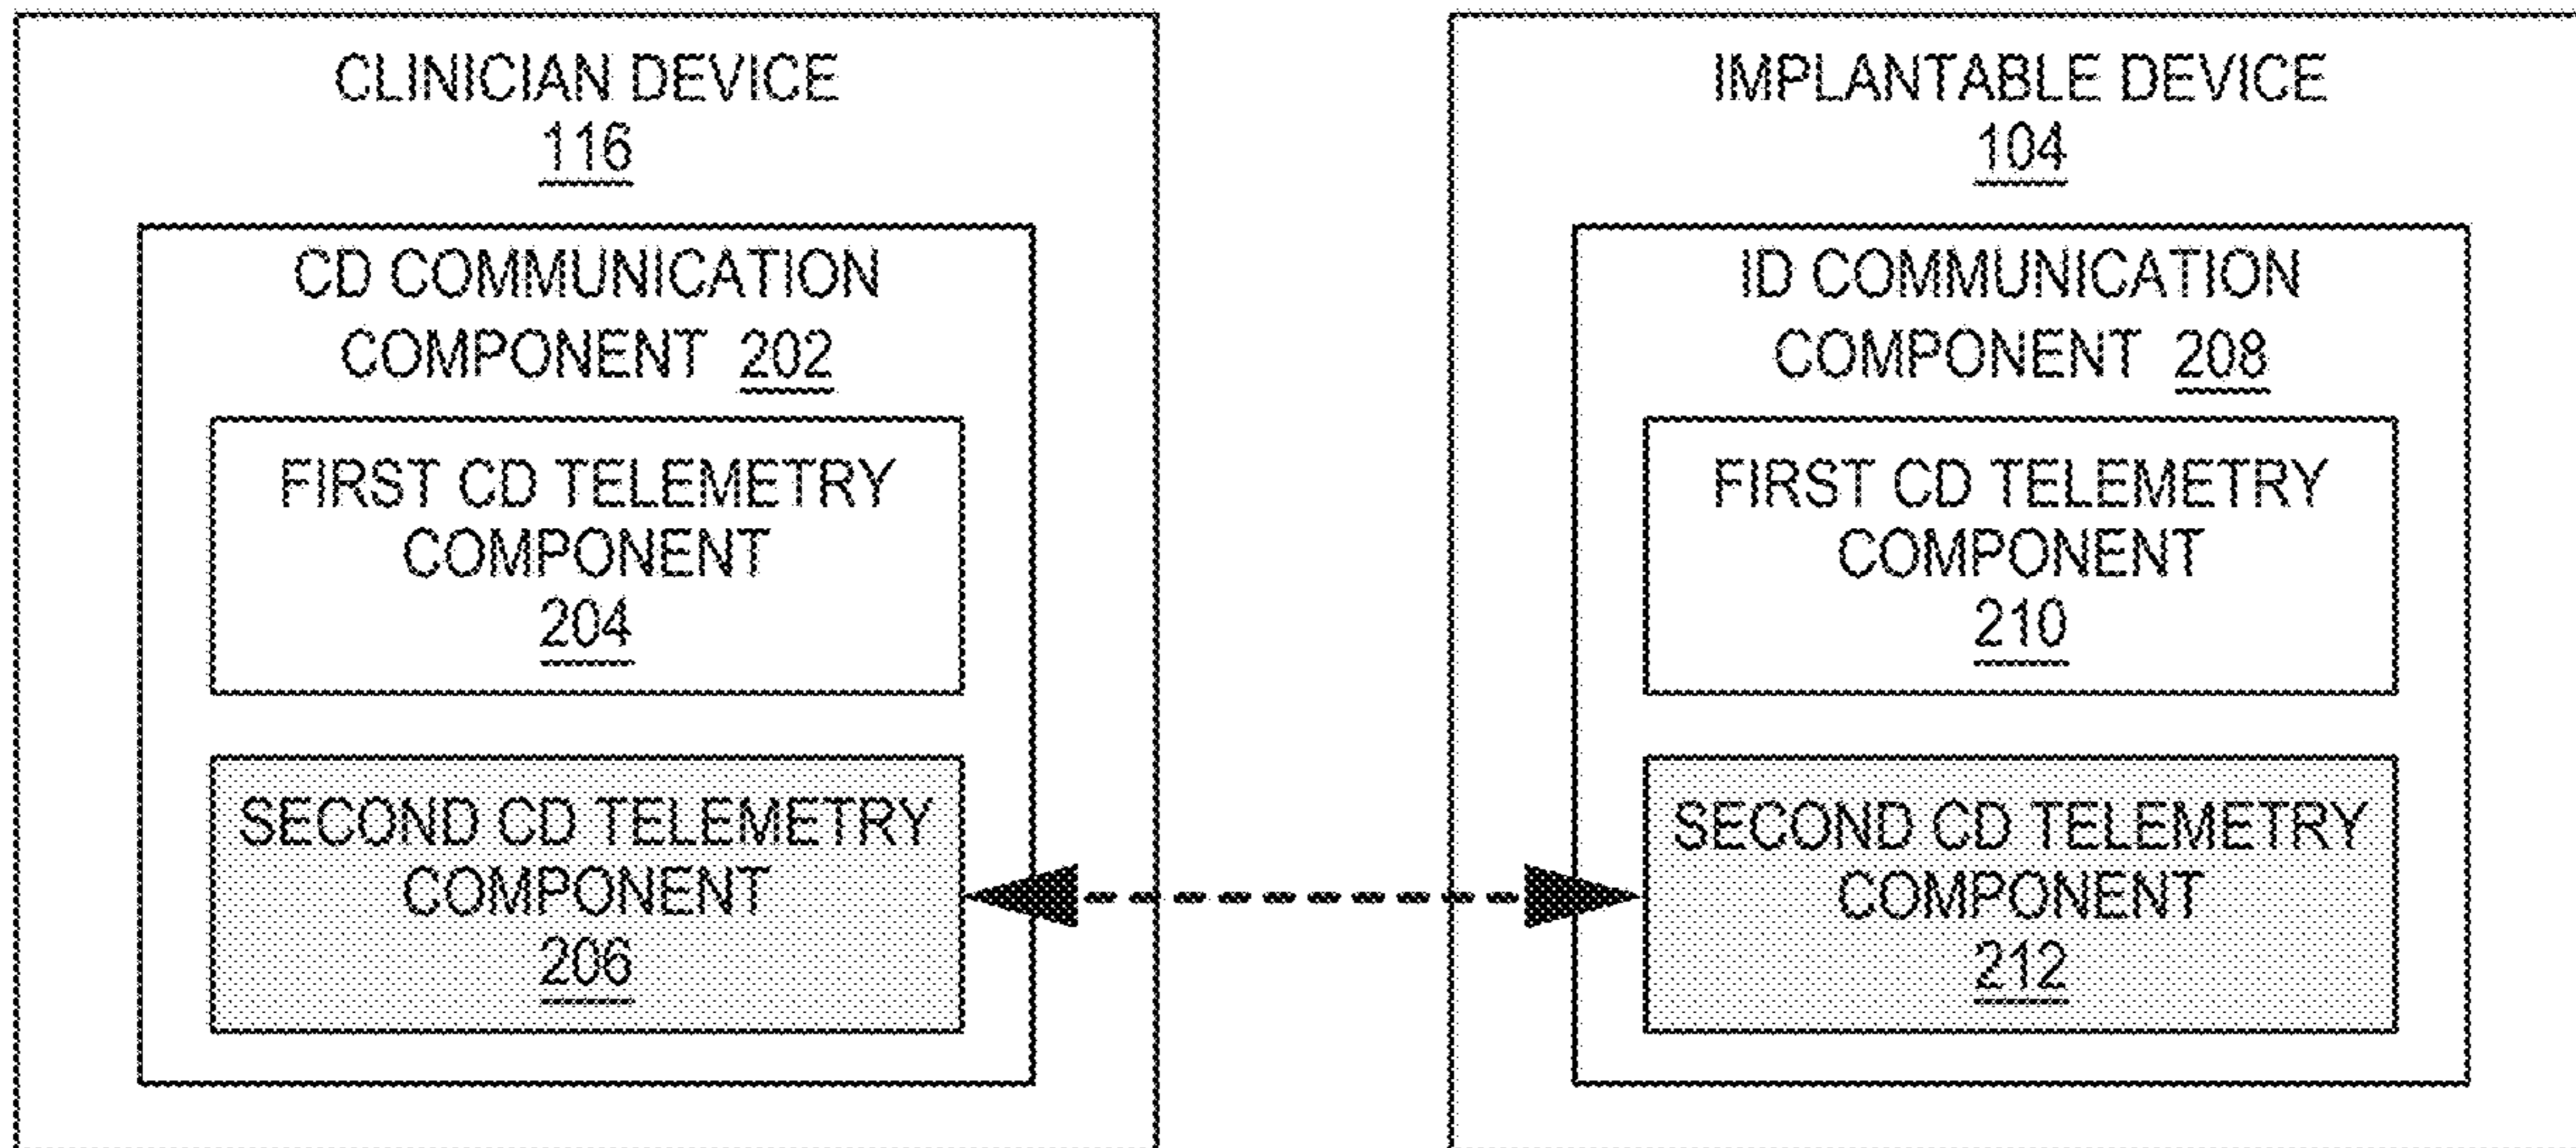 CLINICIAN DEVICE
116
CD COMMUNICATION
COMPONENT 202
FIRST CD TELEMETRY
COMPONENT
204
SECOND CD TELEMETRY
COMPONENT
206
IMPLANTABLE DEVICE
104
ID COMMUNICATION
COMPONENT 208
FIRST CD TELEMETRY
COMPONENT
210
SECOND CD TELEMETRY
COMPONENT
212